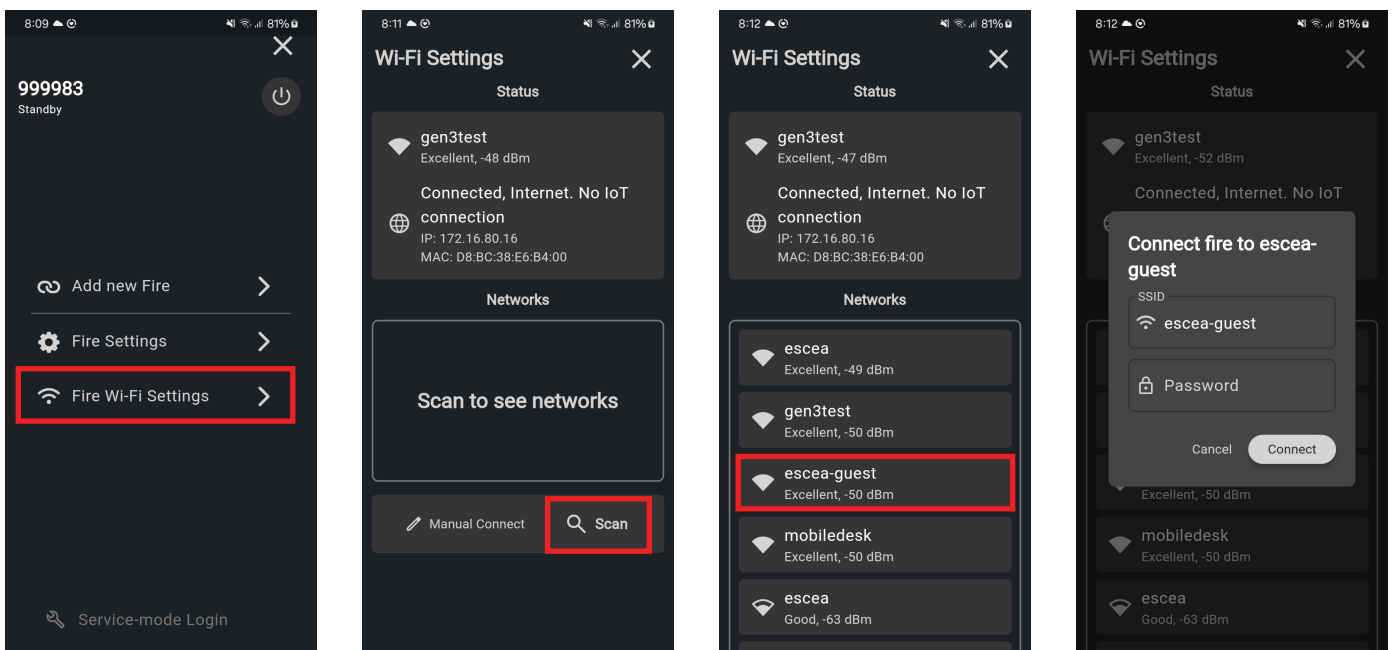 8:09
81%
999983
Standby
Add new Fire
Fire Settings
Fire Wi-Fi Settings
Service-mode Login
8:11
81%
Wi-Fi Settings
Status
gen3test
Excellent, -48 dBm
Connected, Internet. No IoT
connection
IP: 172.16.80.16
MAC: D8:BC:38:E6:B4:00
Networks
Scan to see networks
Manual Connect
Scan
8:12
81%
Wi-Fi Settings
Status
gen3test
Excellent, -47 dBm
Connected, Internet. No IoT
connection
IP: 172.16.80.16
MAC: D8:BC:38:E6:B4:00
Networks
escea
Excellent, -49 dBm
gen3test
Excellent, -50 dBm
escea-guest
Excellent, -50 dBm
mobiledesk
Excellent, -50 dBm
escea
Good, -63 dBm
8:12
81%
Wi-Fi Settings
Status
gen3test
Excellent, -52 dBm
Connected, Internet. No IoT
Connect fire to escea-
guest
SSID
escea-guest
Password
Cancel
Connect
Excellent, -50 dBm
mobiledesk
Excellent, -50 dBm
escea
Good, -63 dBm